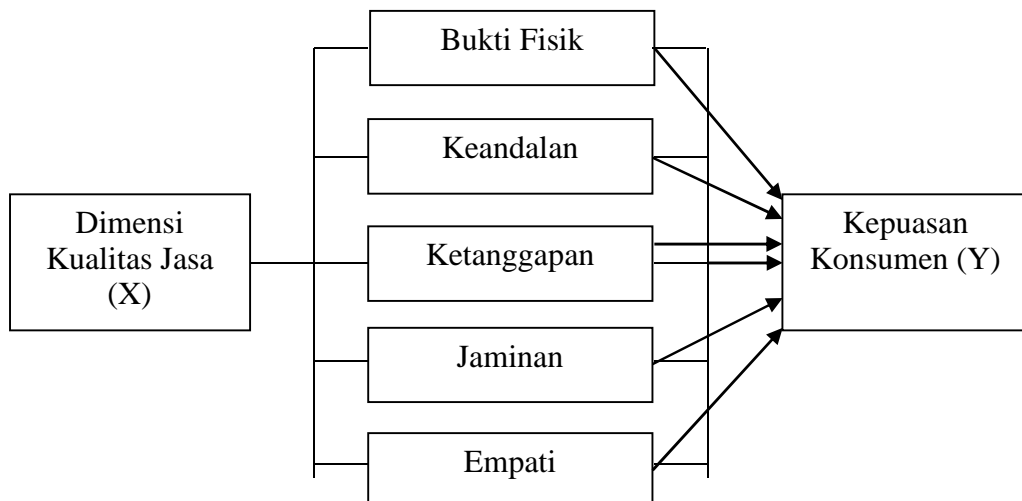 Bukti Fisik
Keandalan
Dimensi
Kualitas Jasa
(X)
Ketanggapan
Kepuasan
Konsumen (Y)
Jaminan
Empati